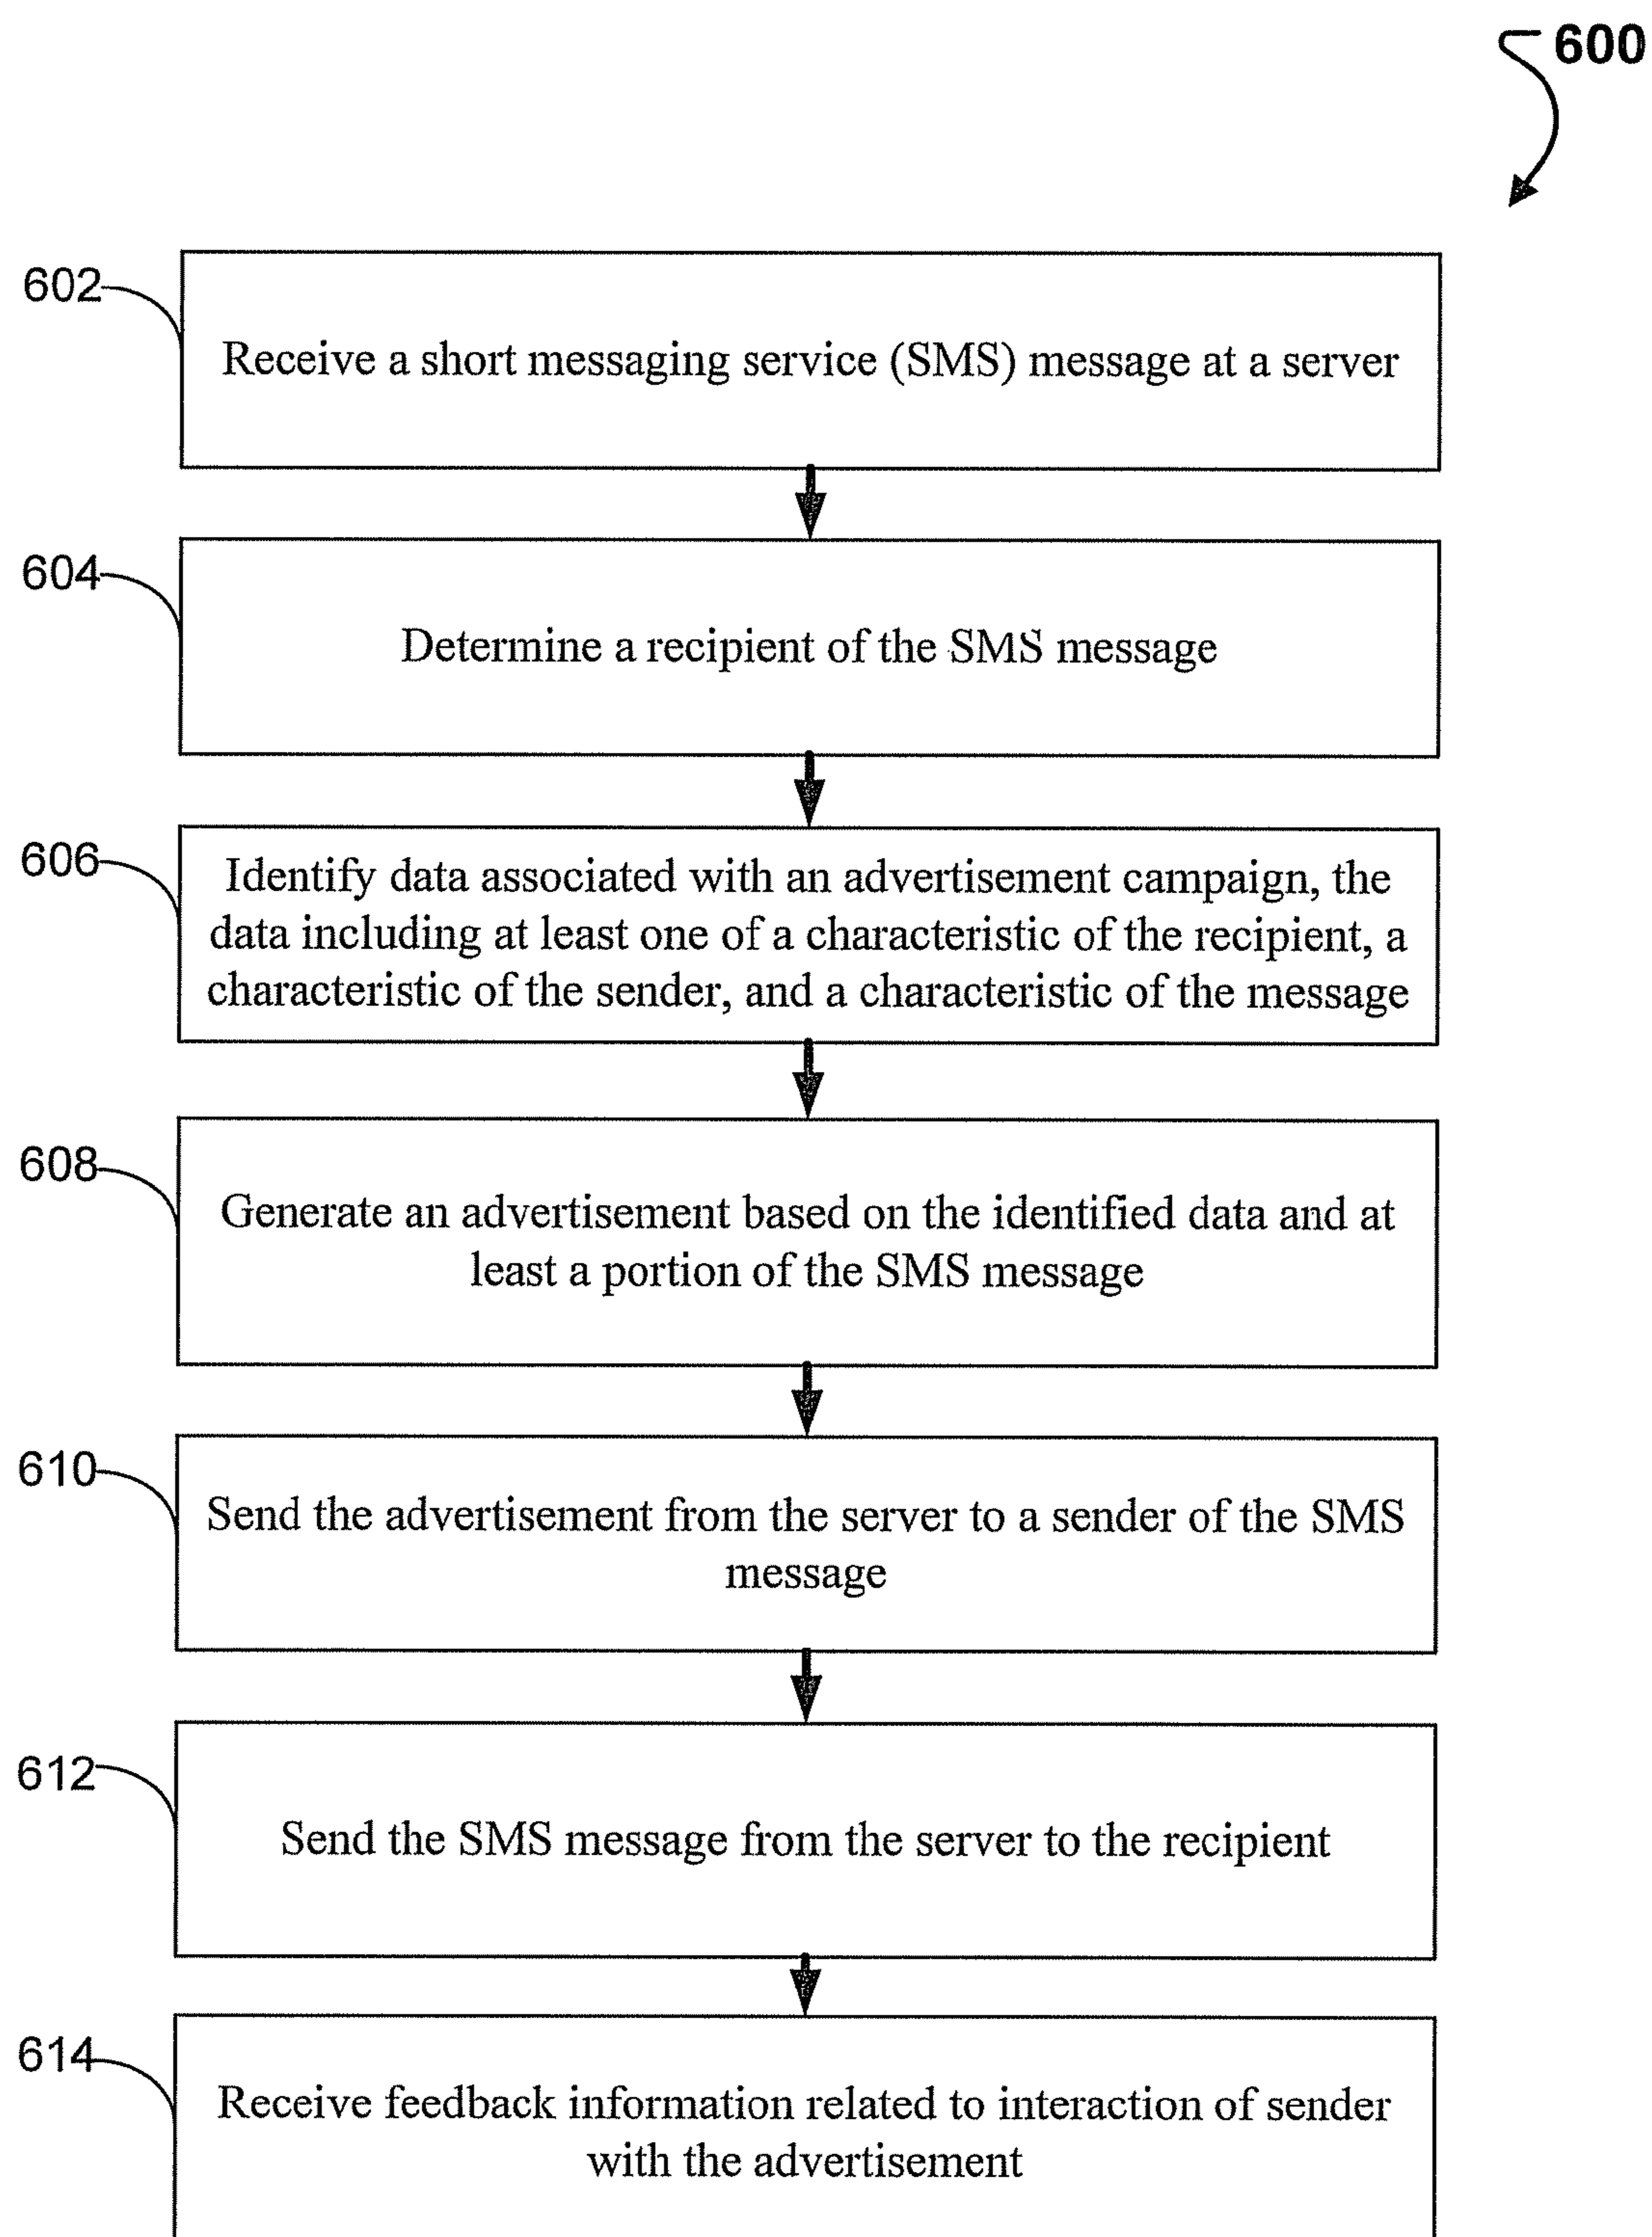 600
602
Receive a short messaging service (SMS) message at a server
604
Determine a recipient of the SMS message
606
Identify data associated with an advertisement campaign, the
data including at least one of a characteristic of the recipient, a
characteristic of the sender, and a characteristic of the message
608
Generate an advertisement based on the identified data and at
least a portion of the SMS message
610
Send the advertisement from the server to a sender of the SMS
message
612
Send the SMS message from the server to the recipient
614
Receive feedback information related to interaction of sender
with the advertisement